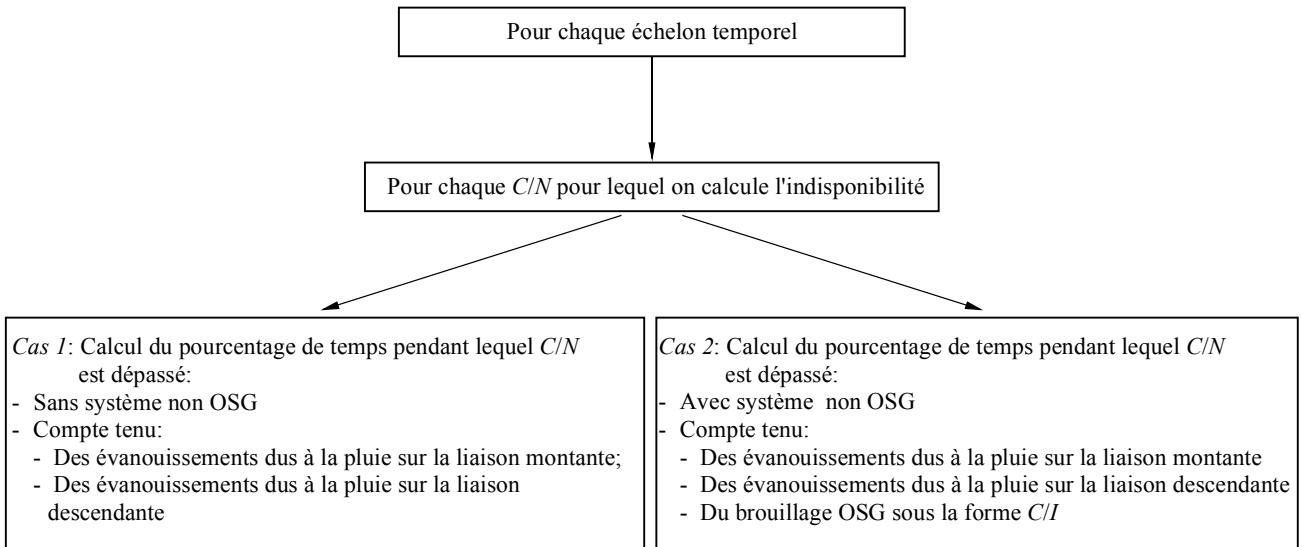 Pour chaque échelon temporel
Pour chaque C/N pour lequel on calcule l'indisponibilité
Cas 1: Calcul du pourcentage de temps pendant lequel C/N
est dépassé:
- Sans système non OSG
- Compte tenu:
- Des évanouissements dus à la pluie sur la liaison montante;
- Des évanouissements dus à la pluie sur la liaison
descendante
Cas 2: Calcul du pourcentage de temps pendant lequel C/N
est dépassé:
- Avec système non OSG
- Compte tenu:
- Des évanouissements dus à la pluie sur la liaison montante
- Des évanouissements dus à la pluie sur la liaison descendante
- Du brouillage OSG sous la forme C/I